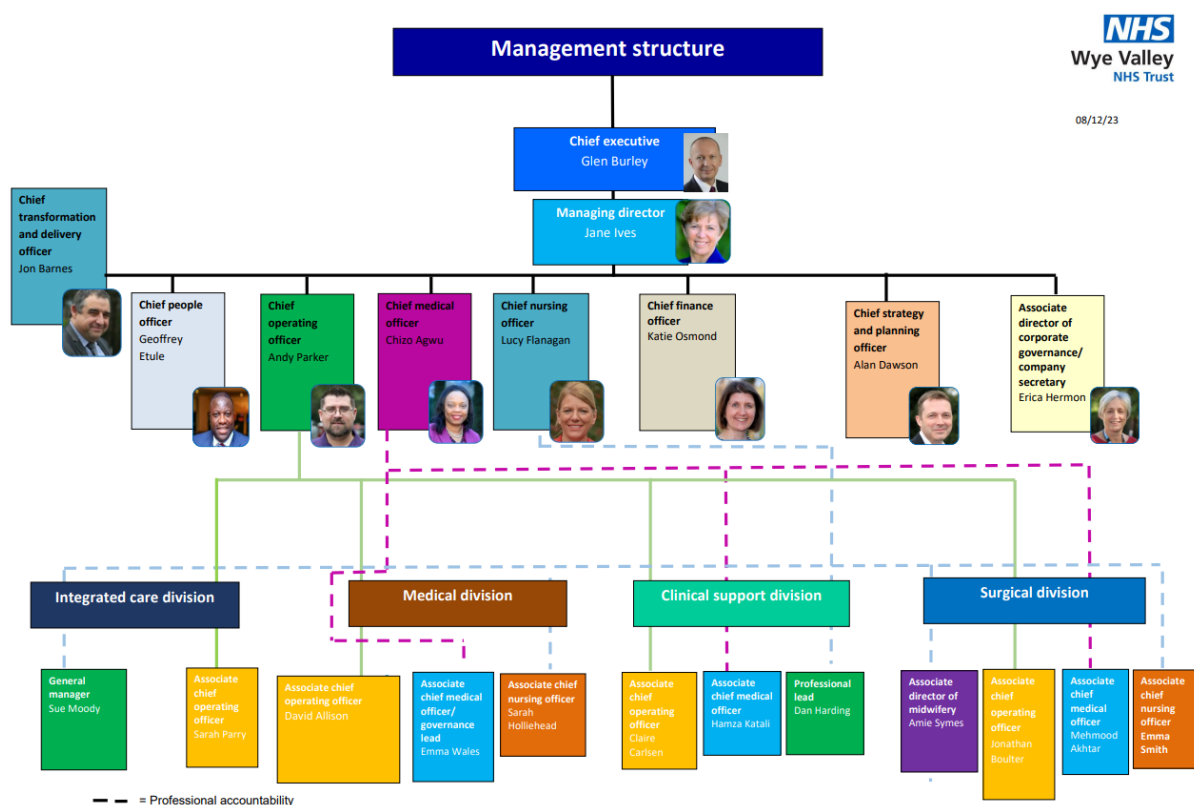 Management structure
NHS
Wye Valley
NHS Trust
08/12/23
Chief executive
Glen Burley
Managing director
Jane Ives
Chief
transformation
and delivery
officer
Jon Barnes
Chief people
officer
Geoffrey
Etule
Chief
operating
officer
Andy Parker
Chief medical
officer
Chizo Agwu
Chief nursing
officer
Lucy Flanagan
Chief finance
officer
Katie Osmond
Chief strategy
and planning
officer
Alan Dawson
Associate
director of
corporate
governance/
company
secretary
Erica Hermon
Integrated care division
Medical division
Clinical support division
Surgical division
General
manager
Sue Moody
Associate
chief
operating
officer
Sarah Parry
Associate chief
operating officer
David Allison
Associate
chief medical
officer/
governance
lead
Emma Wales
Associate chief
nursing officer
Sarah
Holliehead
Associate
chief
operating
officer
Claire
Carlsen
Associate
chief medical
officer
Hamza Katali
Professional
lead
Dan Harding
Associate
director of
midwifery
Amie Symes
Associate
chief
operating
officer
Jonathan
Boulter
Associate
chief
medical
officer
Mehmood
Akhtar
Associate
chief
nursing
officer
Emma
Smith
= Professional accountability